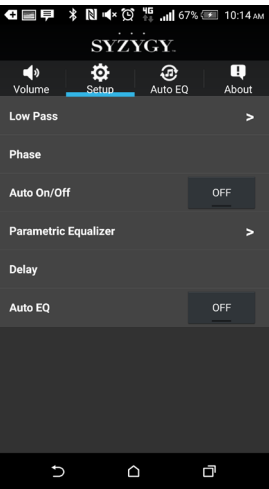 4G 67% 10:14 AM
SYZYGY
Volume Setup Auto EQ About
Low Pass >
Phase
Auto On/Off OFF
Parametric Equalizer >
Delay
Auto EQ OFF